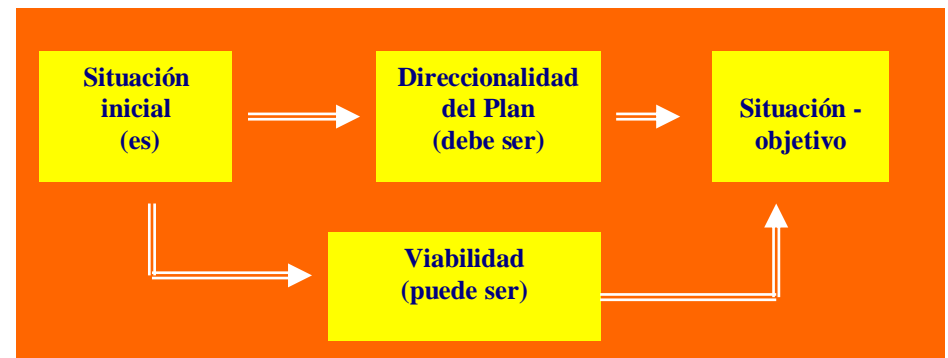 Situación
inicial
(es)
Direccionalidad
del Plan
(debe ser)
Situación -
objetivo
Viabilidad
(puede ser)